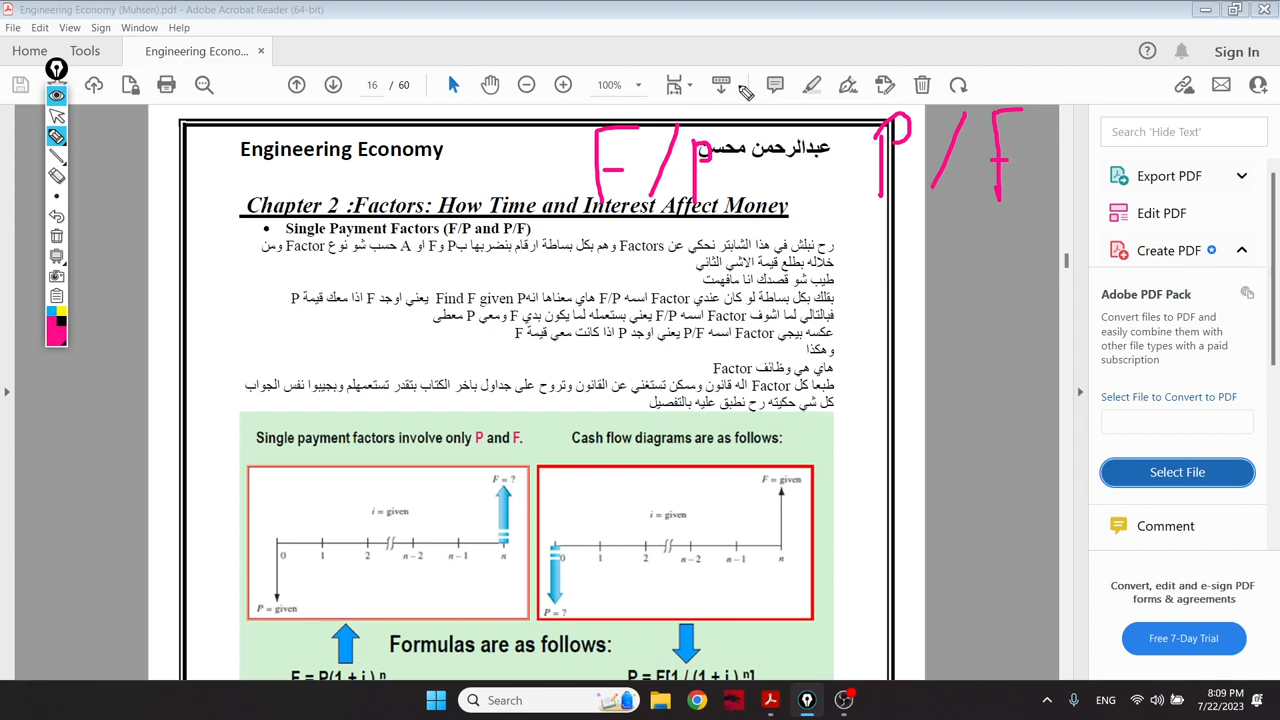 Engineering Economy (Muhsen).pdf - Adobe Acrobat Reader (64-bit)
File Edit View Sign Window Help
Home Tools Engineering Econo... × Sign In
16 / 60 100%
F/P P/F
Engineering Economy عبدالرحمن محسن
Chapter 2 :Factors: How Time and Interest Affect Money
• Single Payment Factors (F/P and P/F)
رح نبلش في هذا الشابتر نحكي عن Factors وهم بكل بساطة ارقام بنضربها بP وF او A حسب شو نوع Factor ومن
خلاله بطلع قيمة الاشي الثاني
طيب شو قصدك انا مافهمت
بقلك بكل بساطة لو كان عندي Factor اسمه F/P هاي معناها انه Find F given P يعني اوجد F اذا معك قيمة P
فبالتالي لما اشوف Factor اسمه F/P يعني بستعمله لما يكون بدي F ومعي P معطى
عكسه بيجي Factor اسمه P/F يعني اوجد P اذا كانت معي قيمة F
وهكذا
هاي هي وظائف Factor
طبعا كل Factor اله قانون وممكن تستغني عن القانون وتروح على جداول باخر الكتاب بتقدر تستعملهم وبجيبوا نفس الجواب
كل شي حكيته رح نطبق عليه بالتفصيل
Single payment factors involve only P and F. Cash flow diagrams are as follows:
F = ?
i = given
0 1 2 n – 2 n – 1 n
P = given
F = given
i = given
0 1 2 n – 2 n – 1 n
P = ?
Formulas are as follows:
F = P(1 + i ) n P = F[1 / (1 + i ) n]
Search 'Hide Text'
Export PDF
Edit PDF
Create PDF
Adobe PDF Pack
Convert files to PDF and
easily combine them with
other file types with a paid
subscription
Select File to Convert to PDF
Select File
Comment
Convert, edit and e-sign PDF
forms & agreements
Free 7-Day Trial
Search
ENG
8:09 PM
7/22/2023